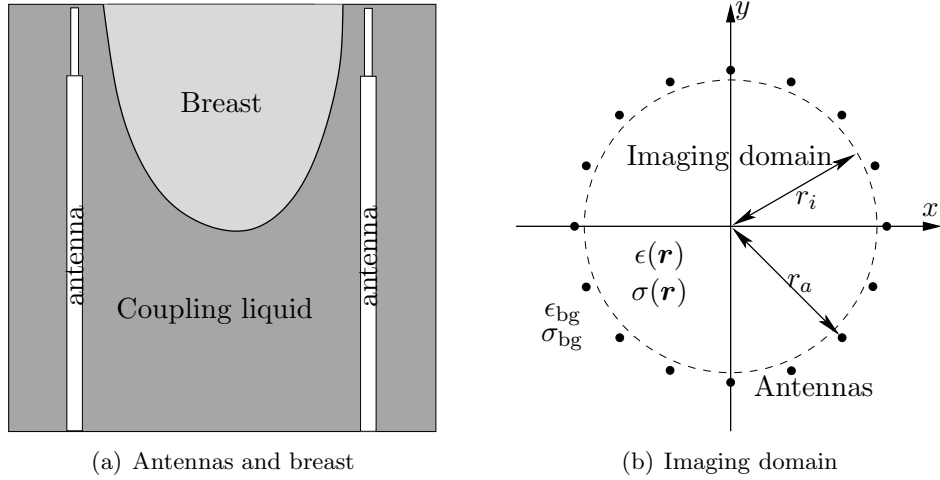 Breast
antenna
antenna
Coupling liquid
(a) Antennas and breast
y
Imaging domain
x
r_i
ϵ(r)
σ(r)
r_a
ϵ_bg
σ_bg
Antennas
(b) Imaging domain